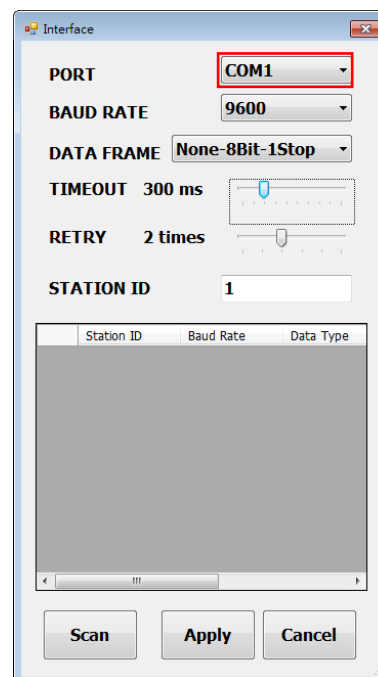 Interface
PORT COM1
BAUD RATE 9600
DATA FRAME None-8Bit-1Stop
TIMEOUT 300 ms
RETRY 2 times
STATION ID 1
Station ID Baud Rate Data Type
Scan Apply Cancel